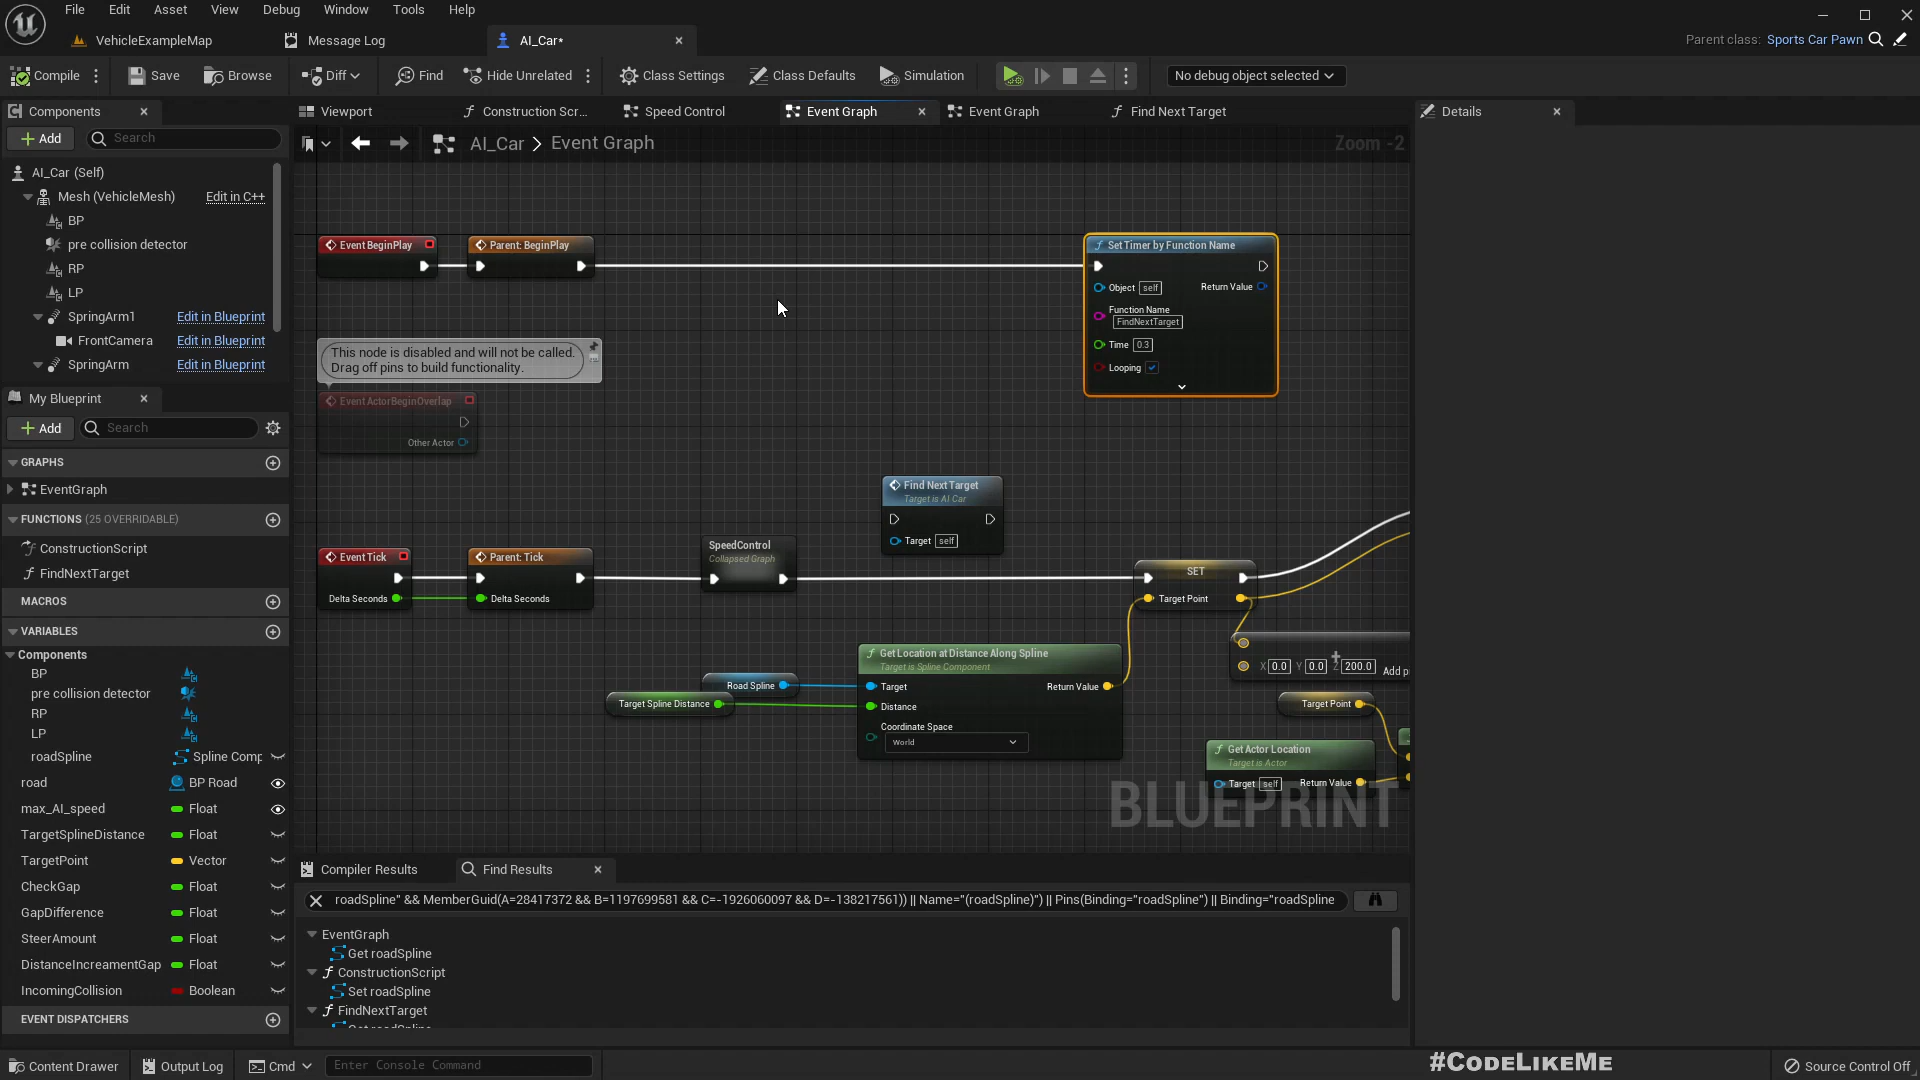 File Edit Asset View Debug Window Tools Help
VehicleExampleMap
Message Log
AI_Car*
Parent class: Sports Car Pawn
Compile
Save
Browse
Diff
Find
Hide Unrelated
Class Settings
Class Defaults
Simulation
No debug object selected
Components
Viewport
Construction Scr...
Speed Control
Event Graph
Event Graph
Find Next Target
Details
Add
Search
AI_Car > Event Graph
Zoom -2
AI_Car (Self)
Mesh (VehicleMesh) Edit in C++
BP
pre collision detector
RP
LP
SpringArm1 Edit in Blueprint
FrontCamera Edit in Blueprint
SpringArm Edit in Blueprint
My Blueprint
Add
Search
GRAPHS
EventGraph
FUNCTIONS (25 OVERRIDABLE)
ConstructionScript
FindNextTarget
MACROS
VARIABLES
Components
BP
pre collision detector
RP
LP
roadSpline Spline Comp
road BP Road
max_AI_speed Float
TargetSplineDistance Float
TargetPoint Vector
CheckGap Float
GapDifference Float
SteerAmount Float
DistanceIncreamentGap Float
IncomingCollision Boolean
EVENT DISPATCHERS
Event BeginPlay
Parent: BeginPlay
Set Timer by Function Name
Object self Return Value
Function Name
FindNextTarget
Time 0.3
Looping
This node is disabled and will not be called.
Drag off pins to build functionality.
Event ActorBeginOverlap
Other Actor
Find Next Target
Target is AI Car
Target self
Event Tick
Delta Seconds
Parent: Tick
Delta Seconds
SpeedControl
Collapsed Graph
SET
Target Point
X 0.0 Y 0.0 Z 200.0 Add p
Get Location at Distance Along Spline
Target is Spline Component
Target Return Value
Distance
Coordinate Space
World
Road Spline
Target Spline Distance
Target Point
Get Actor Location
Target is Actor
Target self Return Value
BLUEPRINT
Compiler Results
Find Results
roadSpline" && MemberGuid(A=28417372 && B=1197699581 && C=-1926060097 && D=-138217561)) || Name="(roadSpline)") || Pins(Binding="roadSpline") || Binding="roadSpline
EventGraph
Get roadSpline
ConstructionScript
Set roadSpline
FindNextTarget
Get roadSpline
Content Drawer
Output Log
Cmd
Enter Console Command
#CODELIKEME
Source Control Off